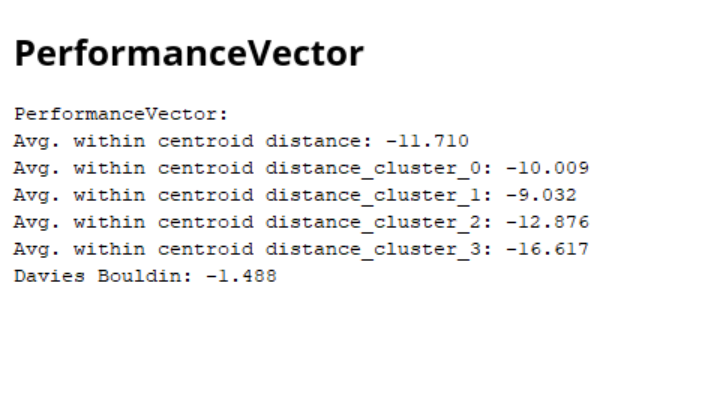 PerformanceVector
PerformanceVector:
Avg. within centroid distance: -11.710
Avg. within centroid distance_cluster_0: -10.009
Avg. within centroid distance_cluster_1: -9.032
Avg. within centroid distance_cluster_2: -12.876
Avg. within centroid distance_cluster_3: -16.617
Davies Bouldin: -1.488